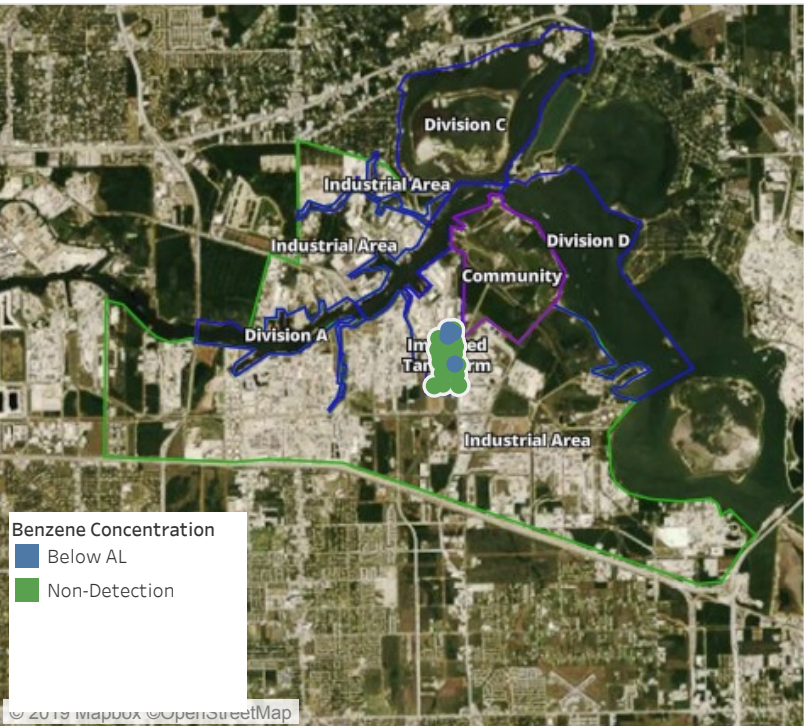 Division C
Industrial Area
Division D
Industrial Area
Community
Division A
Industrial Area
Benzene Concentration
Below AL
Non-Detection
© 2019 Mapbox ©OpenStreetMap